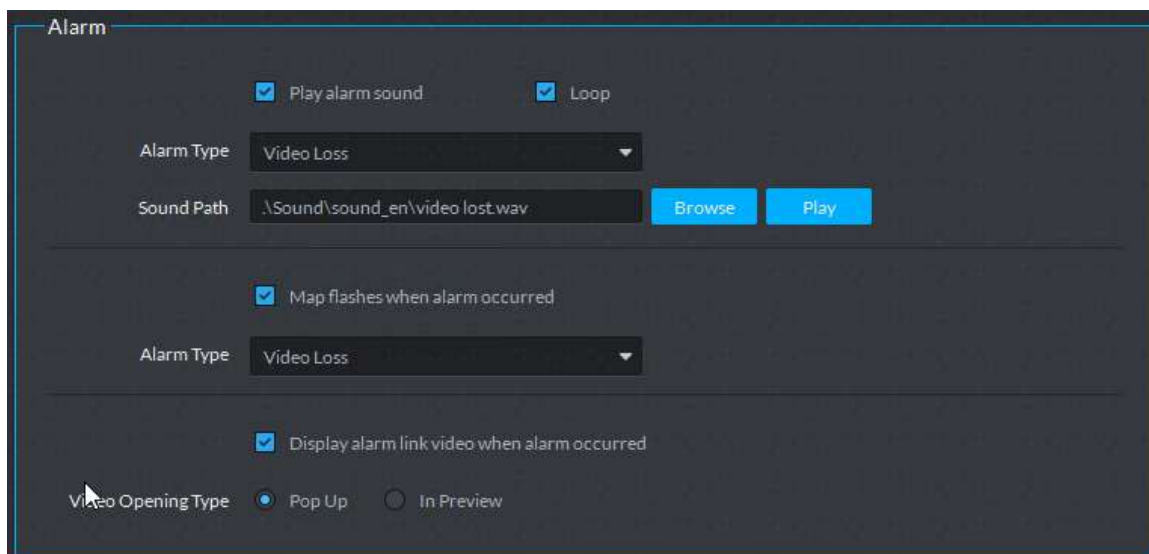 Alarm
Play alarm sound Loop
Alarm Type Video Loss
Sound Path .\Sound\sound_en\video lost.wav Browse Play
Map flashes when alarm occurred
Alarm Type Video Loss
Display alarm link video when alarm occurred
Video Opening Type Pop Up In Preview